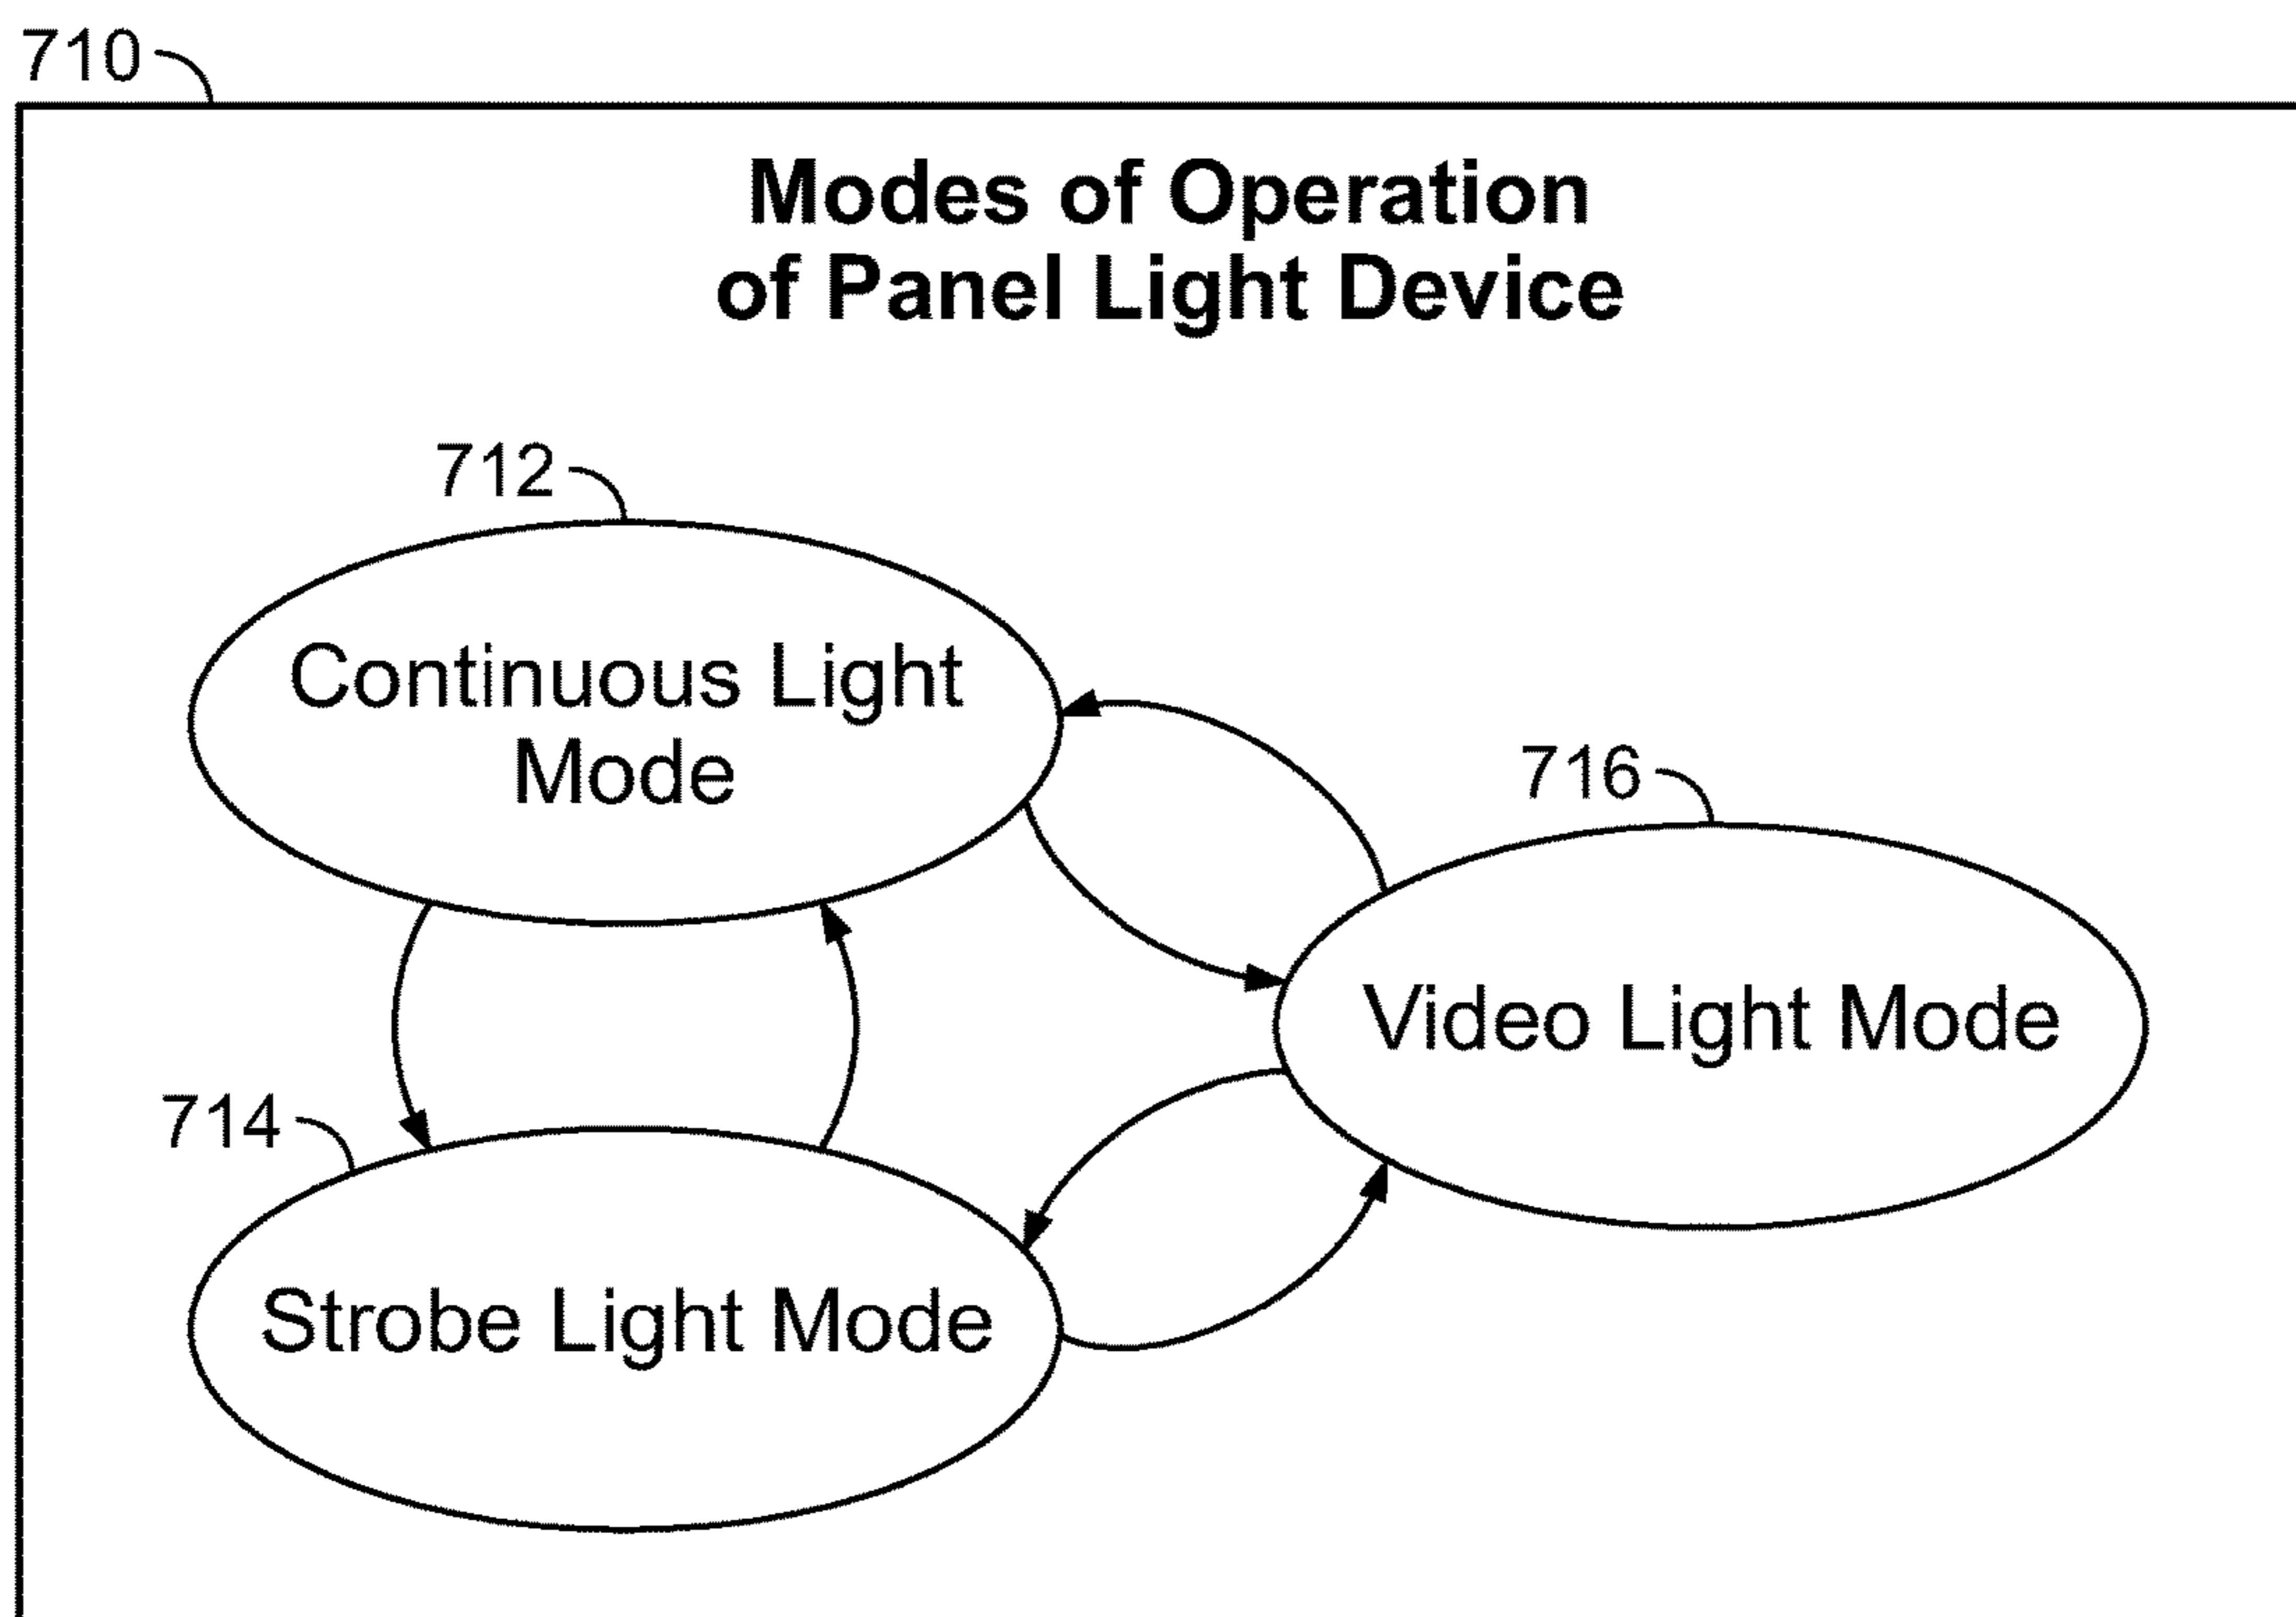 710
Modes of Operation
of Panel Light Device
712
Continuous Light
Mode
716
Video Light Mode
714
Strobe Light Mode